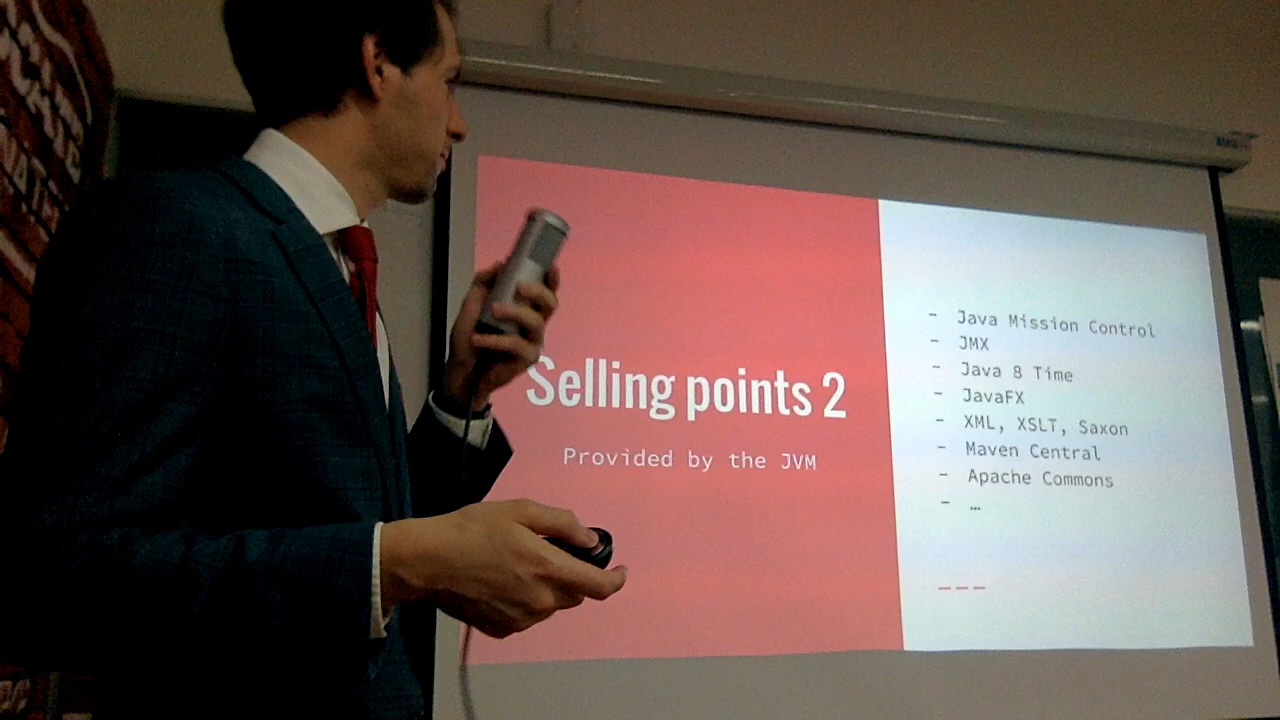 Selling points 2
Provided by the JVM
- Java Mission Control
- JMX
- Java 8 Time
- JavaFX
- XML, XSLT, Saxon
- Maven Central
- Apache Commons
- …